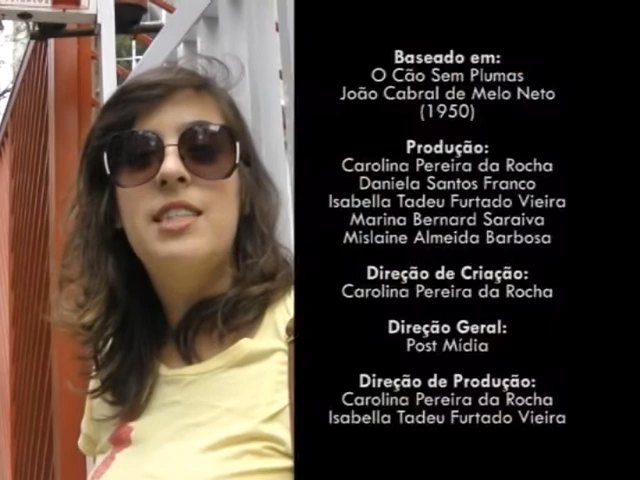 Baseado em:
O Cão Sem Plumas
João Cabral de Melo Neto
(1950)
Produção:
Carolina Pereira da Rocha
Daniela Santos Franco
Isabella Tadeu Furtado Vieira
Marina Bernard Saraiva
Mislaine Almeida Barbosa
Direção de Criação:
Carolina Pereira da Rocha
Direção Geral:
Post Mídia
Direção de Produção:
Carolina Pereira da Rocha
Isabella Tadeu Furtado Vieira